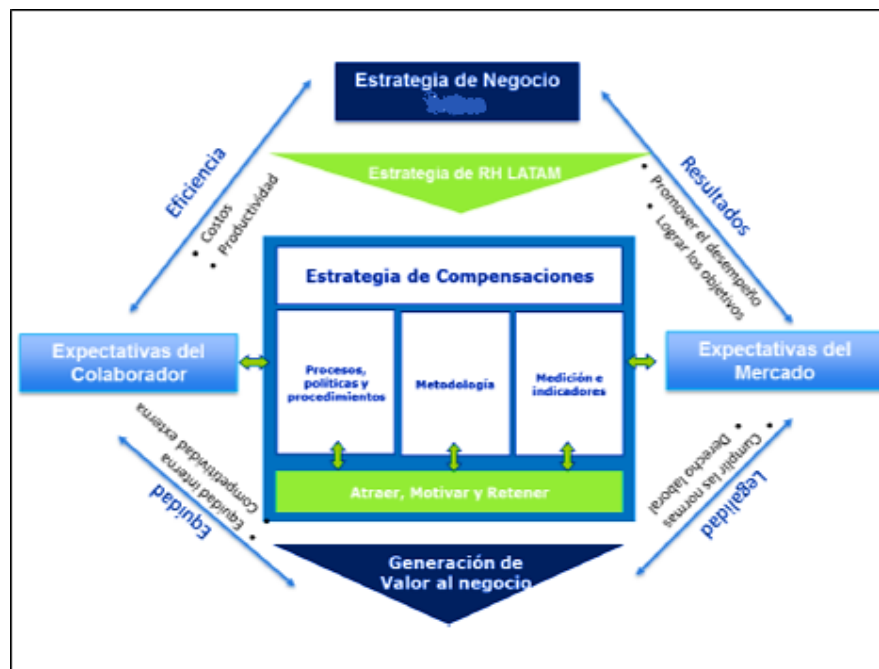 Estrategia de Negocio
Estrategia de RH LATAM
Eficiencia
• Costos
• Productividad
Resultados
• Promover el desempeño
• Lograr los objetivos
Estrategia de Compensaciones
Expectativas del
Colaborador
Procesos,
políticas y
procedimientos
Metodología
Medición e
indicadores
Expectativas del
Mercado
Atraer, Motivar y Retener
Equidad
• Equidad interna
• Competitividad externa
Legalidad
• Cumplir las normas
• Derecho laboral
Generación de
Valor al negocio